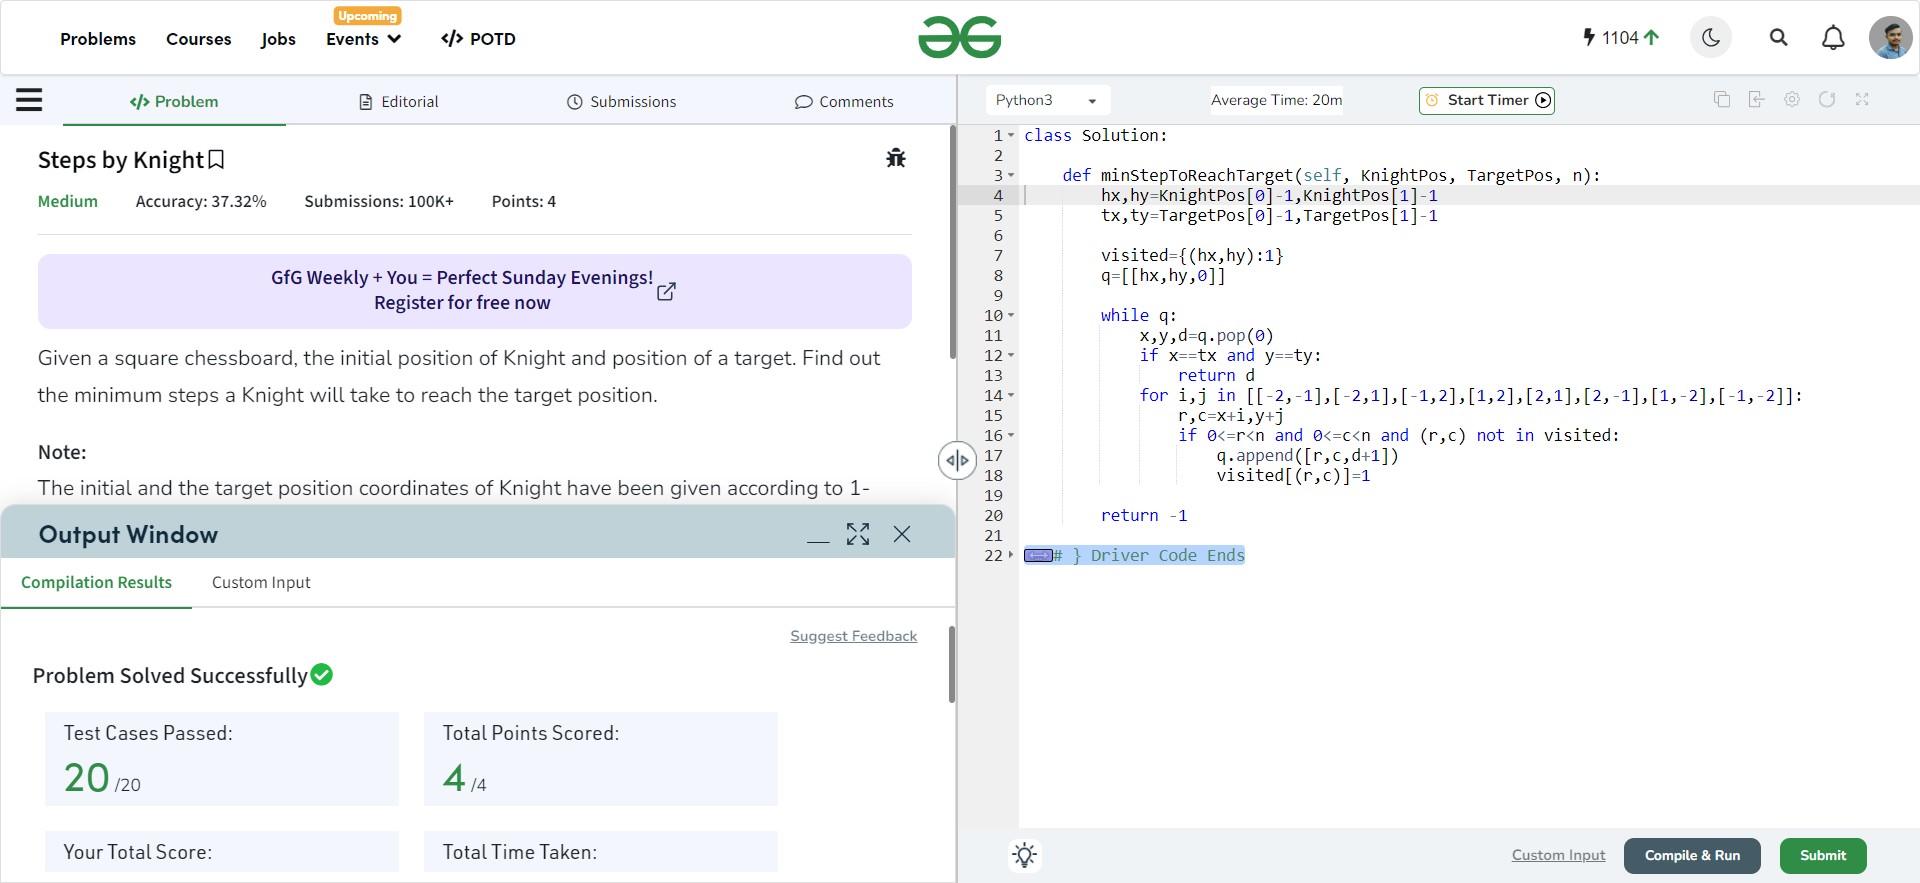 Problems Courses Jobs Events Upcoming </> POTD 1104
</> Problem Editorial Submissions Comments
Steps by Knight
Medium Accuracy: 37.32% Submissions: 100K+ Points: 4
GfG Weekly + You = Perfect Sunday Evenings!
Register for free now
Given a square chessboard, the initial position of Knight and position of a target. Find out
the minimum steps a Knight will take to reach the target position.
Note:
The initial and the target position coordinates of Knight have been given according to 1-
Output Window
Compilation Results Custom Input
Suggest Feedback
Problem Solved Successfully
Test Cases Passed: Total Points Scored:
20 /20 4 /4
Your Total Score: Total Time Taken:
Python3 Average Time: 20m Start Timer
1 class Solution:
2
3     def minStepToReachTarget(self, KnightPos, TargetPos, n):
4         hx,hy=KnightPos[0]-1,KnightPos[1]-1
5         tx,ty=TargetPos[0]-1,TargetPos[1]-1
6
7         visited={(hx,hy):1}
8         q=[[hx,hy,0]]
9
10         while q:
11             x,y,d=q.pop(0)
12             if x==tx and y==ty:
13                 return d
14             for i,j in [[-2,-1],[-2,1],[-1,2],[1,2],[2,1],[2,-1],[1,-2],[-1,-2]]:
15                 r,c=x+i,y+j
16                 if 0<=r<n and 0<=c<n and (r,c) not in visited:
17                     q.append([r,c,d+1])
18                     visited[(r,c)]=1
19
20         return -1
21
22 # } Driver Code Ends
Custom Input Compile & Run Submit